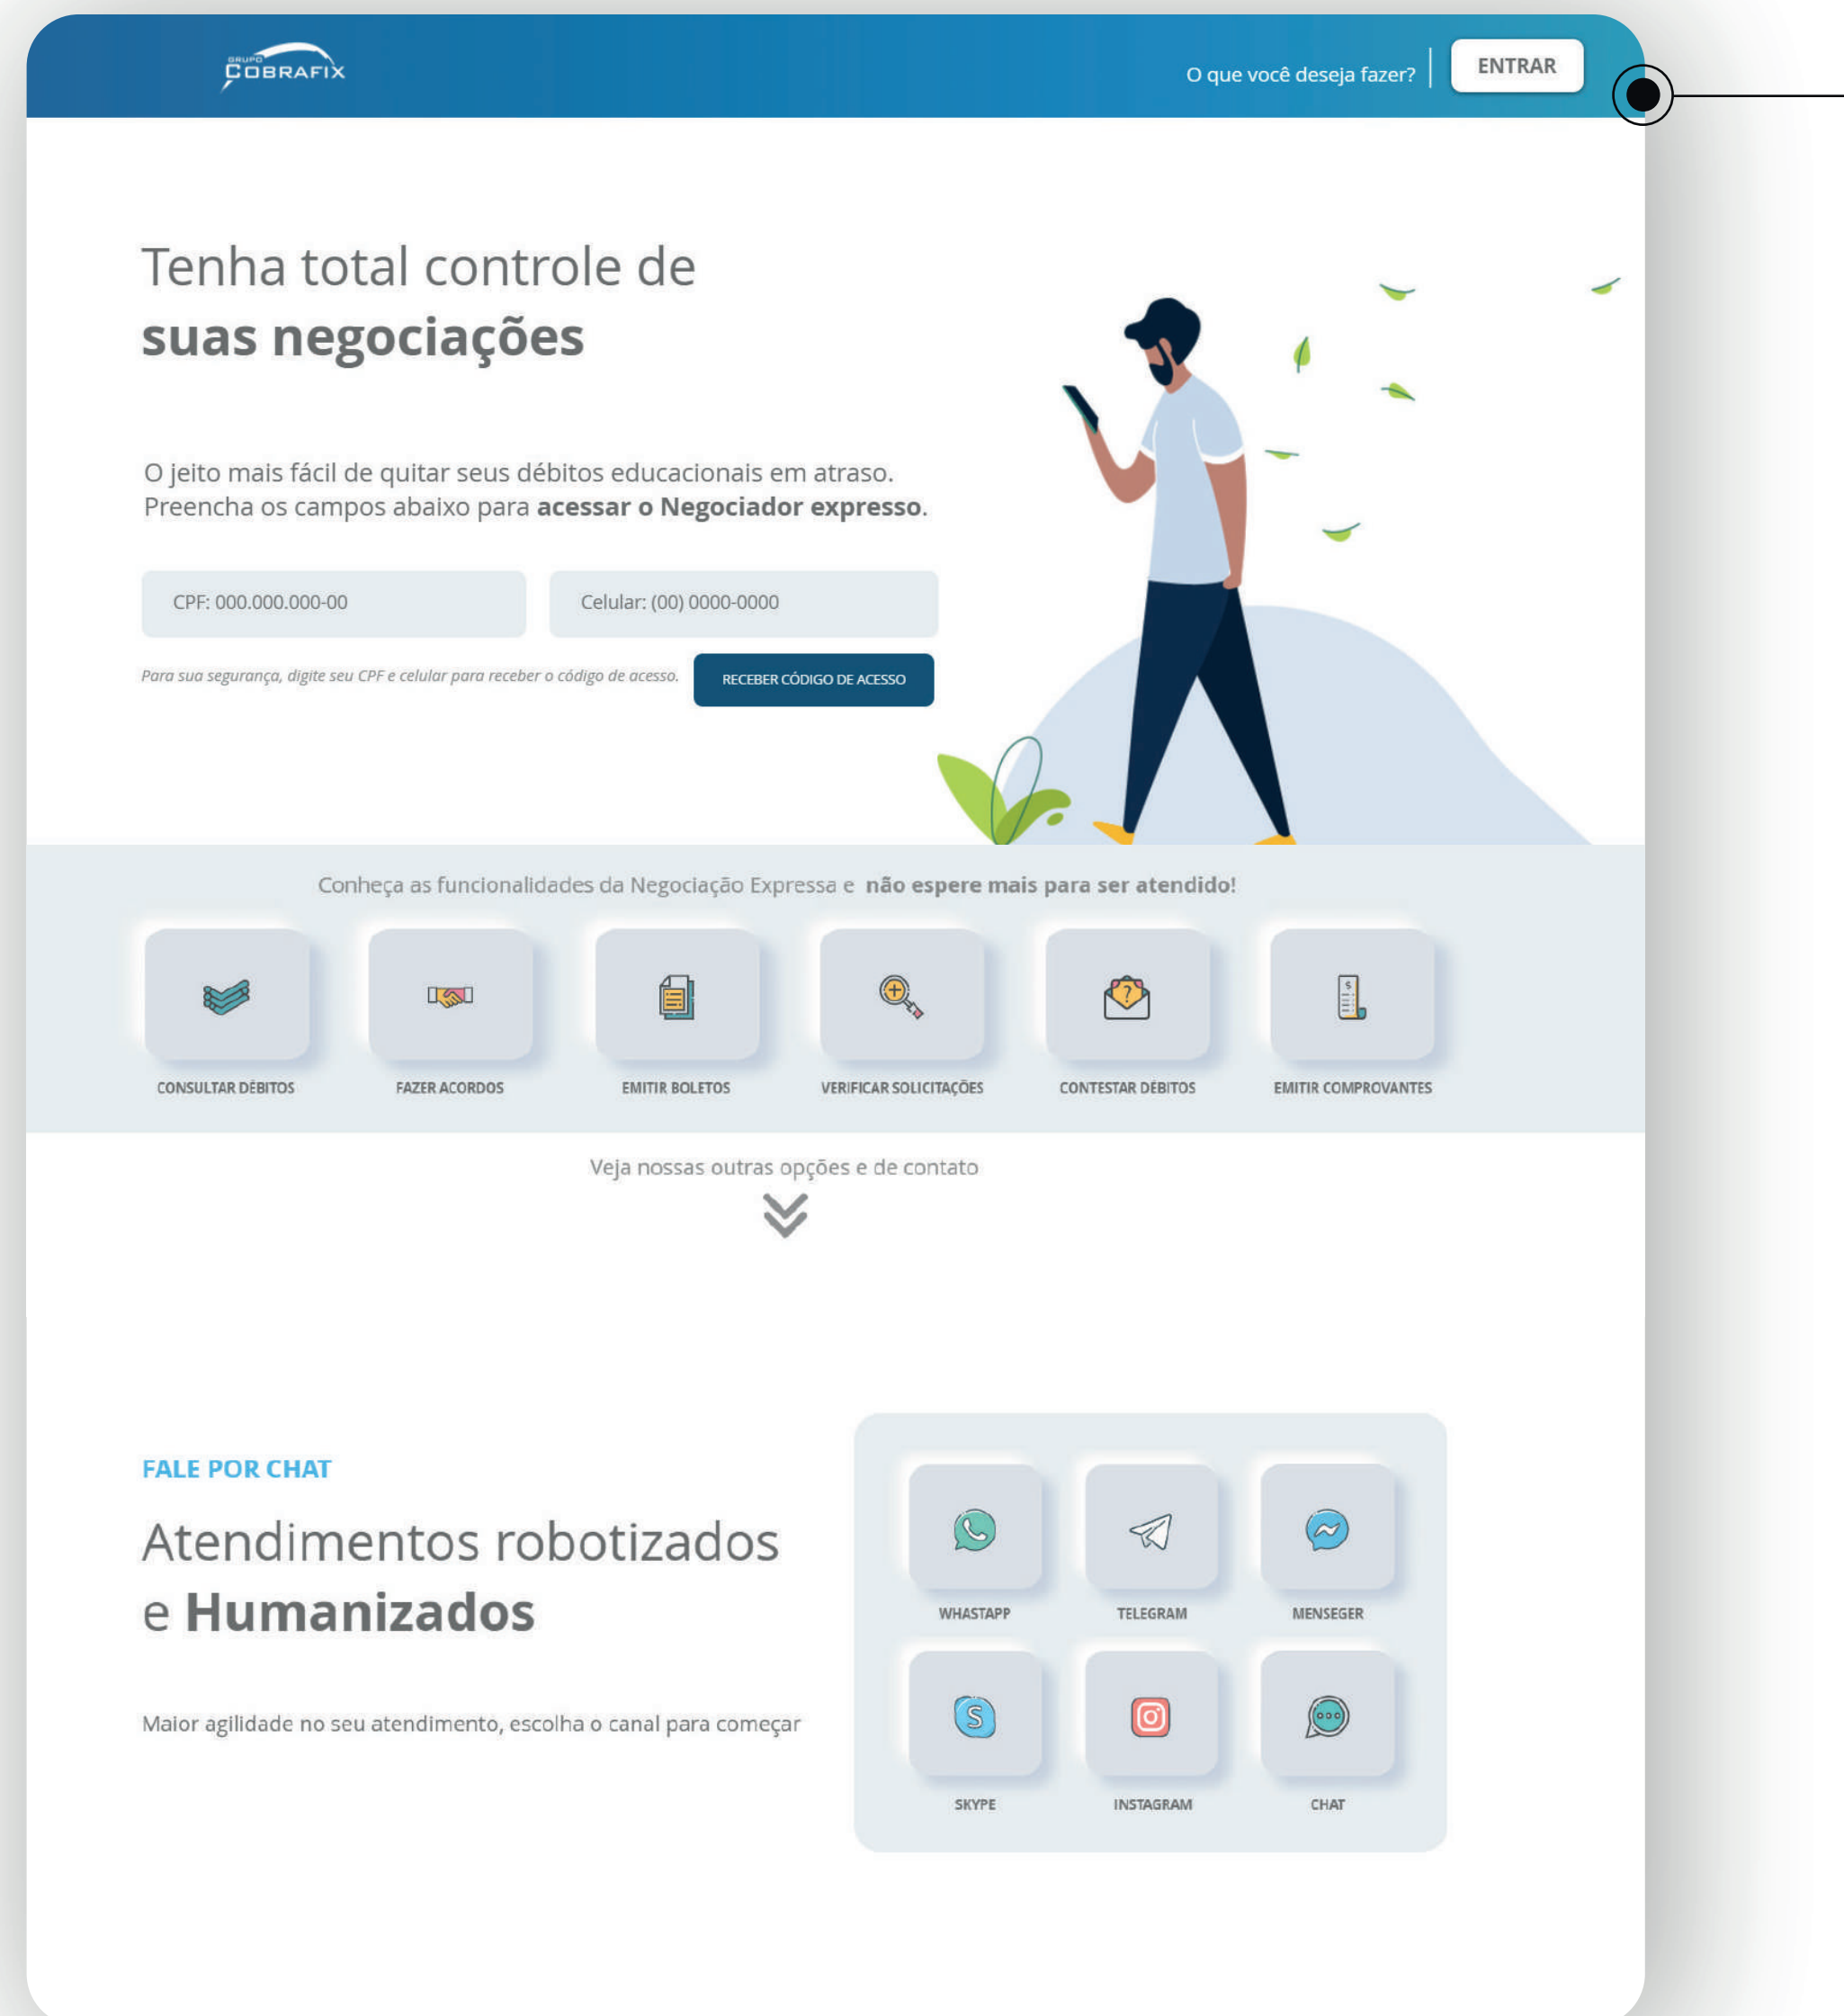 GRUPO
COBRAFIX
O que você deseja fazer?
ENTRAR
Tenha total controle de
suas negociações
O jeito mais fácil de quitar seus débitos educacionais em atraso.
Preencha os campos abaixo para acessar o Negociador expresso.
CPF: 000.000.000-00
Celular: (00) 0000-0000
Para sua segurança, digite seu CPF e celular para receber o código de acesso.
RECEBER CÓDIGO DE ACESSO
Conheça as funcionalidades da Negociação Expressa e não espere mais para ser atendido!
CONSULTAR DÉBITOS
FAZER ACORDOS
EMITIR BOLETOS
VERIFICAR SOLICITAÇÕES
CONTESTAR DÉBITOS
EMITIR COMPROVANTES
Veja nossas outras opções e de contato
FALE POR CHAT
Atendimentos robotizados
e Humanizados
Maior agilidade no seu atendimento, escolha o canal para começar
WHASTAPP
TELEGRAM
MENSEGER
SKYPE
INSTAGRAM
CHAT